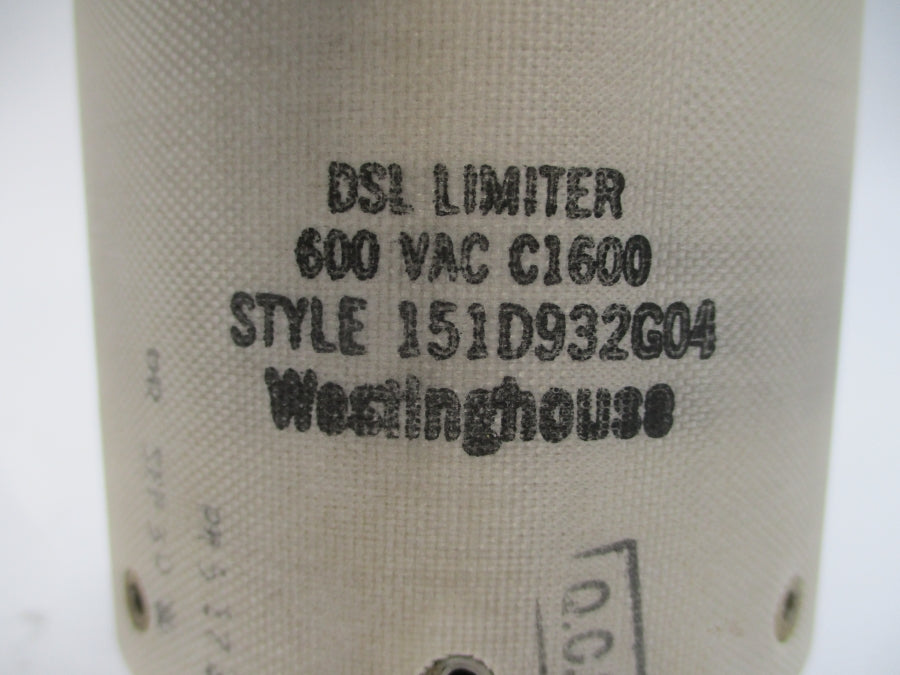 DSL LIMITER
600 VAC C1600
STYLE 151D932G04
Westinghouse
Q.C.